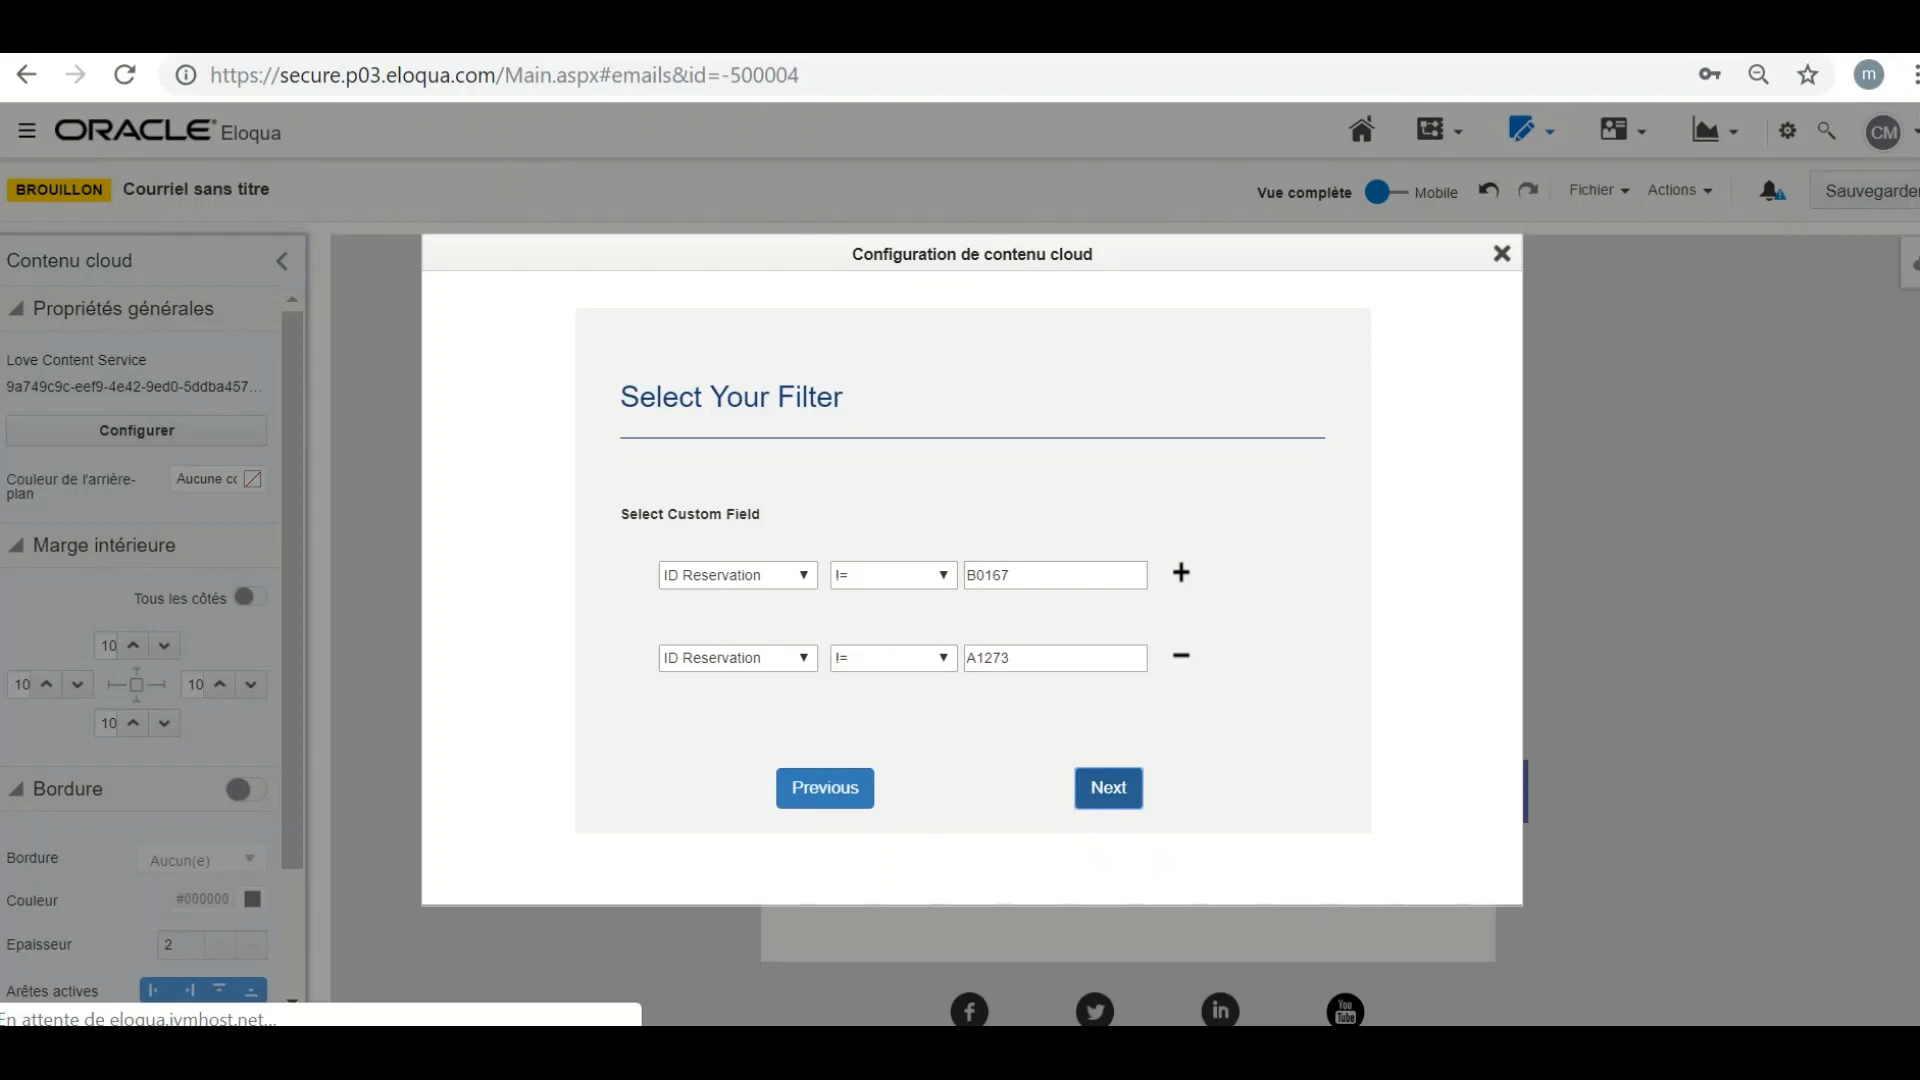 https://secure.p03.eloqua.com/Main.aspx#emails&id=-500004
m
ORACLE Eloqua
CM
BROUILLON Courriel sans titre
Vue complète Mobile Fichier Actions Sauvegarder
Contenu cloud
Configuration de contenu cloud
Propriétés générales
Love Content Service
9a749c9c-eef9-4e42-9ed0-5ddba457...
Configurer
Couleur de l'arrière-
plan
Aucune cc
Select Your Filter
Select Custom Field
Marge intérieure
Tous les côtés
10
10 10
10
ID Reservation != B0167
ID Reservation != A1273
Previous Next
Bordure
Bordure Aucun(e)
Couleur #000000
Epaisseur 2
Arêtes actives
En attente de eloqua.jvmhost.net...
You
Tube